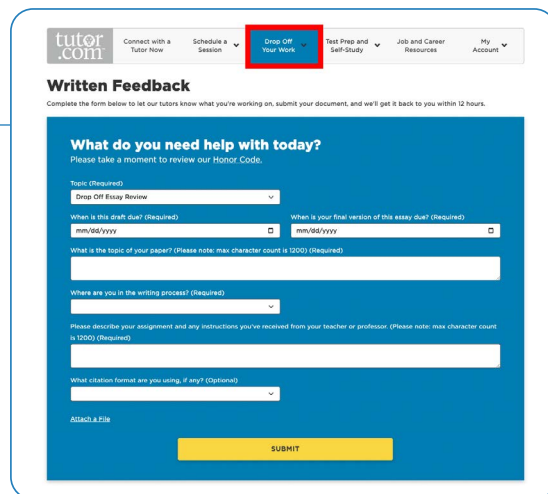 tutor
.com
Connect with a
Tutor Now
Schedule a
Session
Drop Off
Your Work
Test Prep and
Self-Study
Job and Career
Resources
My
Account
Written Feedback
Complete the form below to let our tutors know what you're working on, submit your document, and we'll get it back to you within 12 hours.
What do you need help with today?
Please take a moment to review our Honor Code.
Topic (Required)
Drop Off Essay Review
When is this draft due? (Required)
When is your final version of this essay due? (Required)
mm/dd/yyyy
mm/dd/yyyy
What is the topic of your paper? (Please note: max character count is 1200) (Required)
Where are you in the writing process? (Required)
Please describe your assignment and any instructions you've received from your teacher or professor. (Please note: max character count
is 1200) (Required)
What citation format are you using, if any? (Optional)
Attach a File
SUBMIT